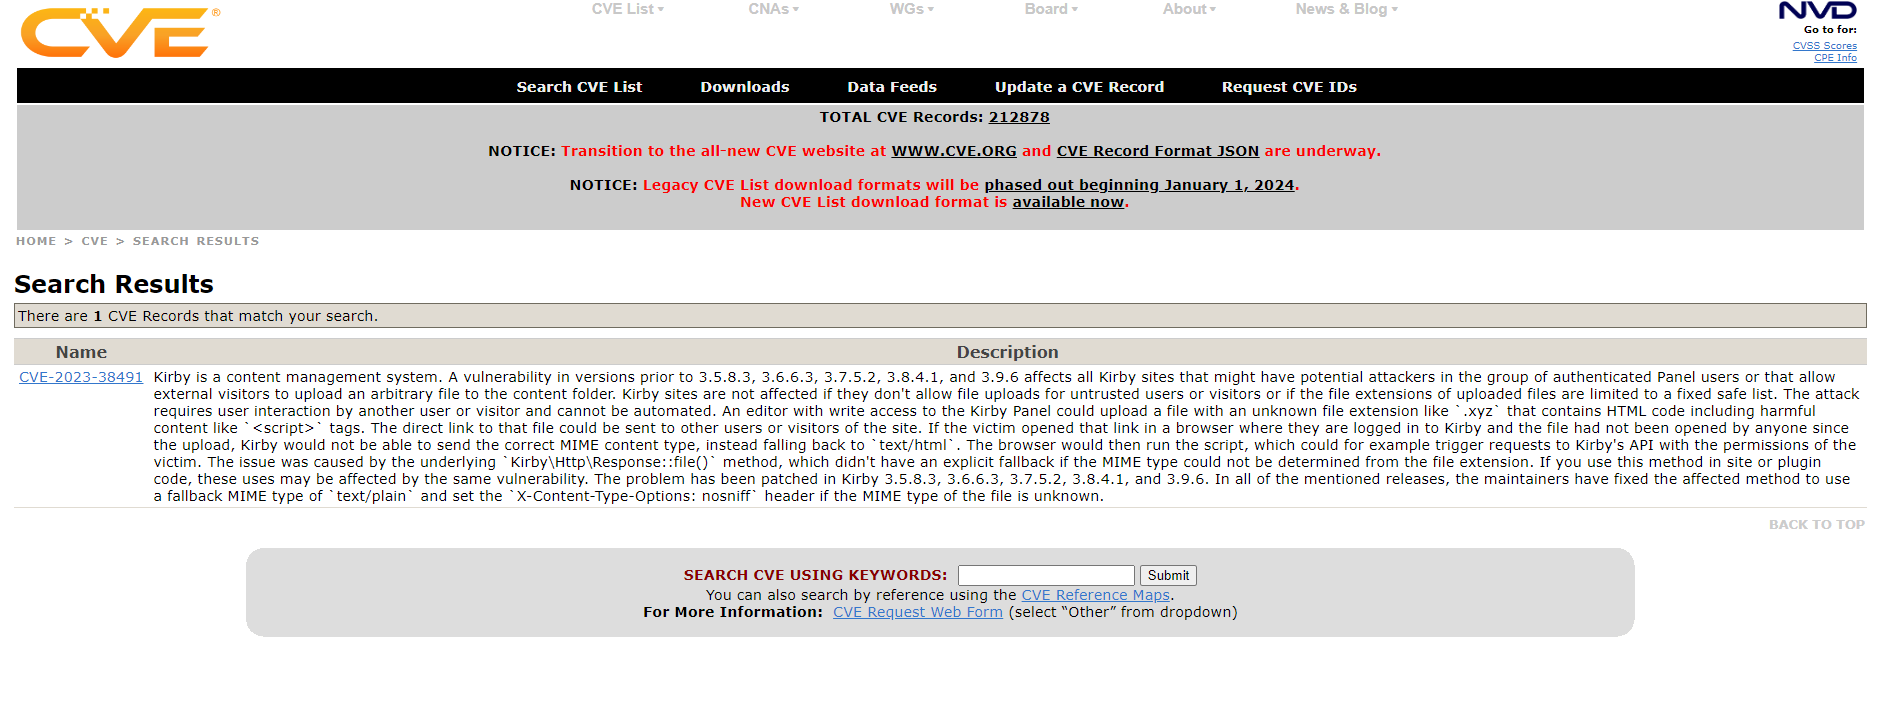 CVE®
CVE List▾ CNAs▾ WGs▾ Board▾ About▾ News & Blog▾
NVD
Go to for:
CVSS Scores
CPE Info
Search CVE List Downloads Data Feeds Update a CVE Record Request CVE IDs
TOTAL CVE Records: 212878
NOTICE: Transition to the all-new CVE website at WWW.CVE.ORG and CVE Record Format JSON are underway.
NOTICE: Legacy CVE List download formats will be phased out beginning January 1, 2024.
New CVE List download format is available now.
HOME > CVE > SEARCH RESULTS
Search Results
There are 1 CVE Records that match your search.
Name Description
CVE-2023-38491 Kirby is a content management system. A vulnerability in versions prior to 3.5.8.3, 3.6.6.3, 3.7.5.2, 3.8.4.1, and 3.9.6 affects all Kirby sites that might have potential attackers in the group of authenticated Panel users or that allow
external visitors to upload an arbitrary file to the content folder. Kirby sites are not affected if they don't allow file uploads for untrusted users or visitors or if the file extensions of uploaded files are limited to a fixed safe list. The attack
requires user interaction by another user or visitor and cannot be automated. An editor with write access to the Kirby Panel could upload a file with an unknown file extension like `.xyz` that contains HTML code including harmful
content like `<script>` tags. The direct link to that file could be sent to other users or visitors of the site. If the victim opened that link in a browser where they are logged in to Kirby and the file had not been opened by anyone since
the upload, Kirby would not be able to send the correct MIME content type, instead falling back to `text/html`. The browser would then run the script, which could for example trigger requests to Kirby's API with the permissions of the
victim. The issue was caused by the underlying `Kirby\Http\Response::file()` method, which didn't have an explicit fallback if the MIME type could not be determined from the file extension. If you use this method in site or plugin
code, these uses may be affected by the same vulnerability. The problem has been patched in Kirby 3.5.8.3, 3.6.6.3, 3.7.5.2, 3.8.4.1, and 3.9.6. In all of the mentioned releases, the maintainers have fixed the affected method to use
a fallback MIME type of `text/plain` and set the `X-Content-Type-Options: nosniff` header if the MIME type of the file is unknown.
BACK TO TOP
SEARCH CVE USING KEYWORDS: Submit
You can also search by reference using the CVE Reference Maps.
For More Information: CVE Request Web Form (select “Other” from dropdown)